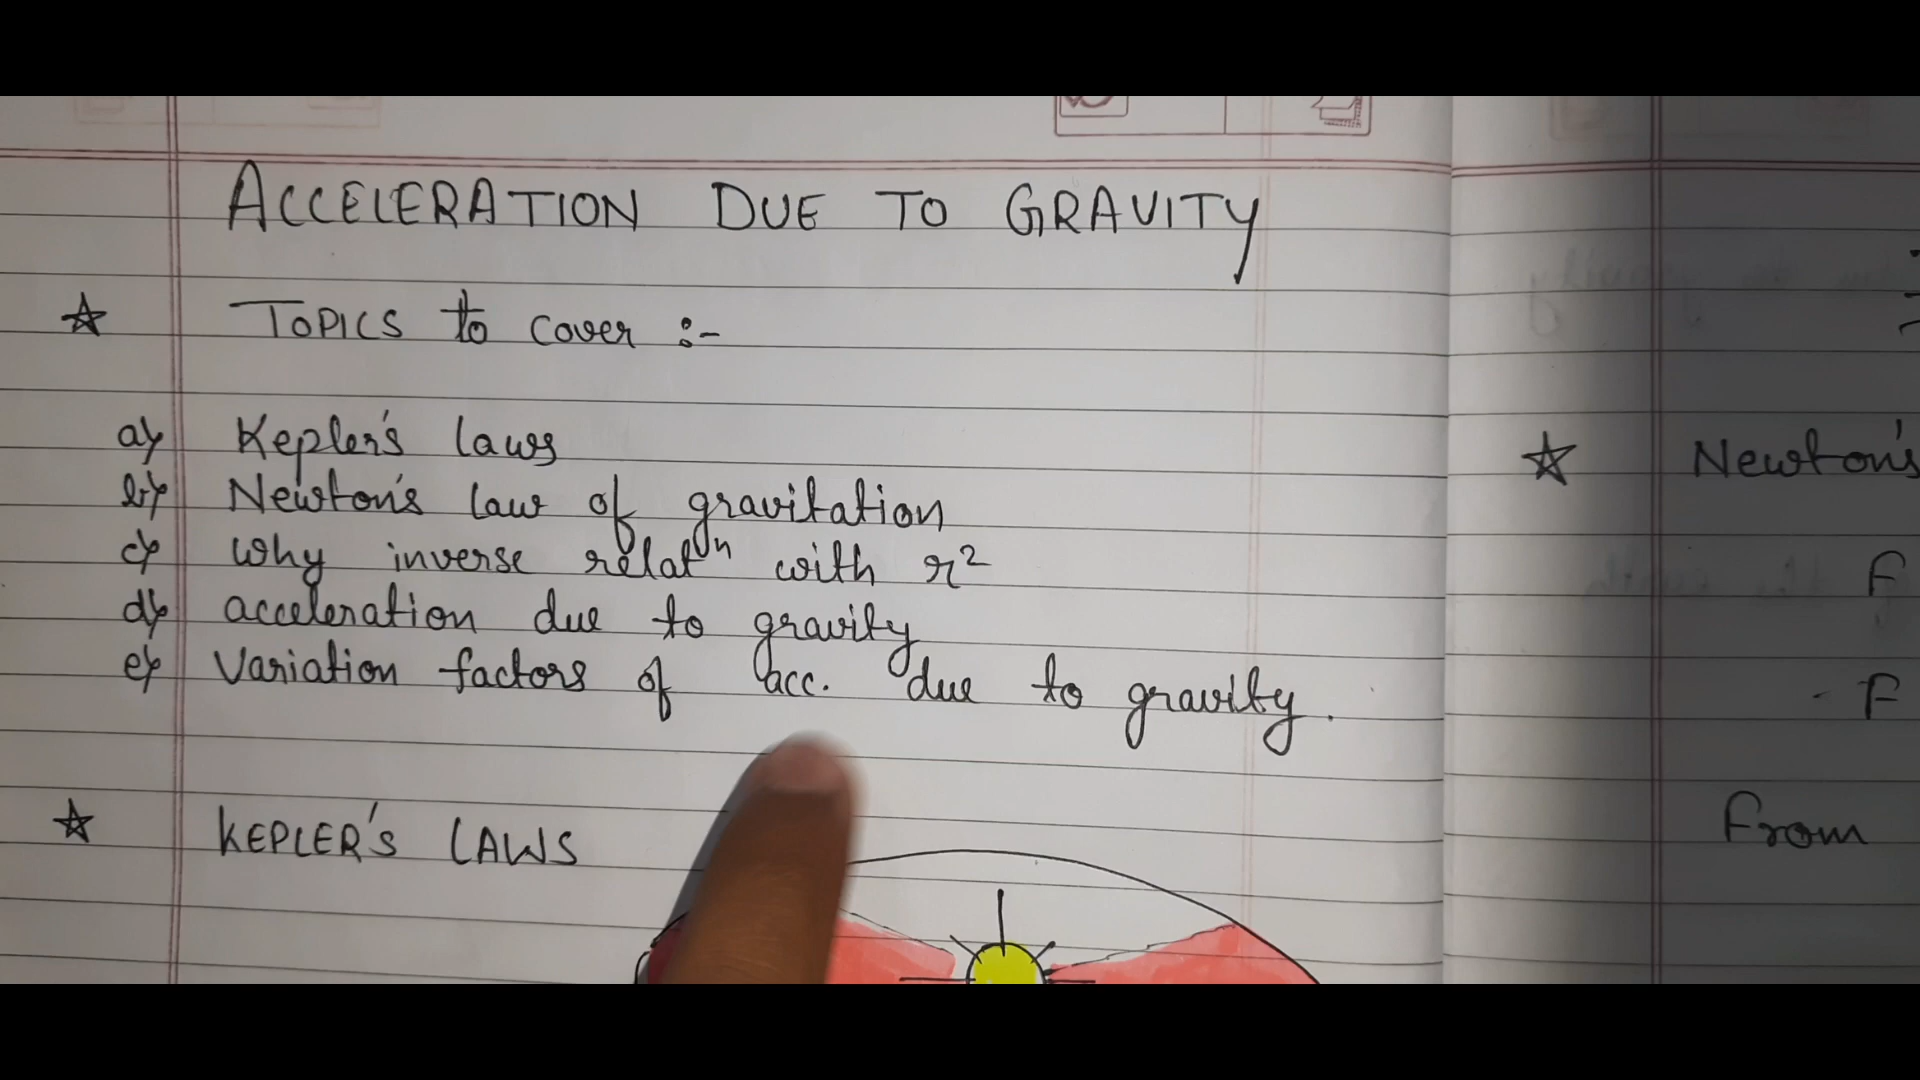 ACCELERATION DUE TO GRAVITY
☆ TOPICS to cover :-
a) Kepler's laws
b) Newton's law of gravitation
c) why inverse relatⁿ with r²
d) acceleration due to gravity
e) Variation factors of acc. due to gravity.
☆ KEPLER'S LAWS
☆ Newton's
F
F
From